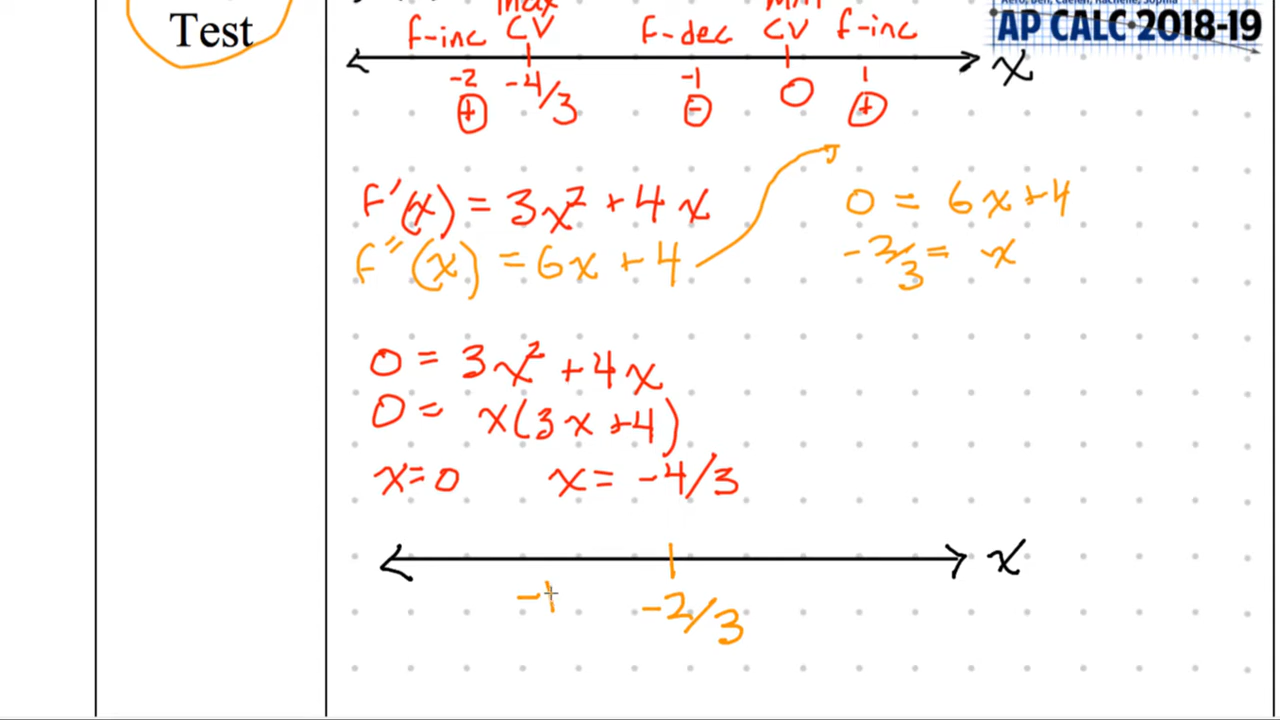 Test
max
f-inc CV f-dec CV f-inc
AP CALC 2018-19
x
-2 -4/3 -1 0 1
+ - +
f'(x) = 3x² + 4x
f''(x) = 6x + 4
0 = 6x+4
-2/3 = x
0 = 3x² + 4x
0 = x(3x+4)
x=0 x = -4/3
x
-1 -2/3